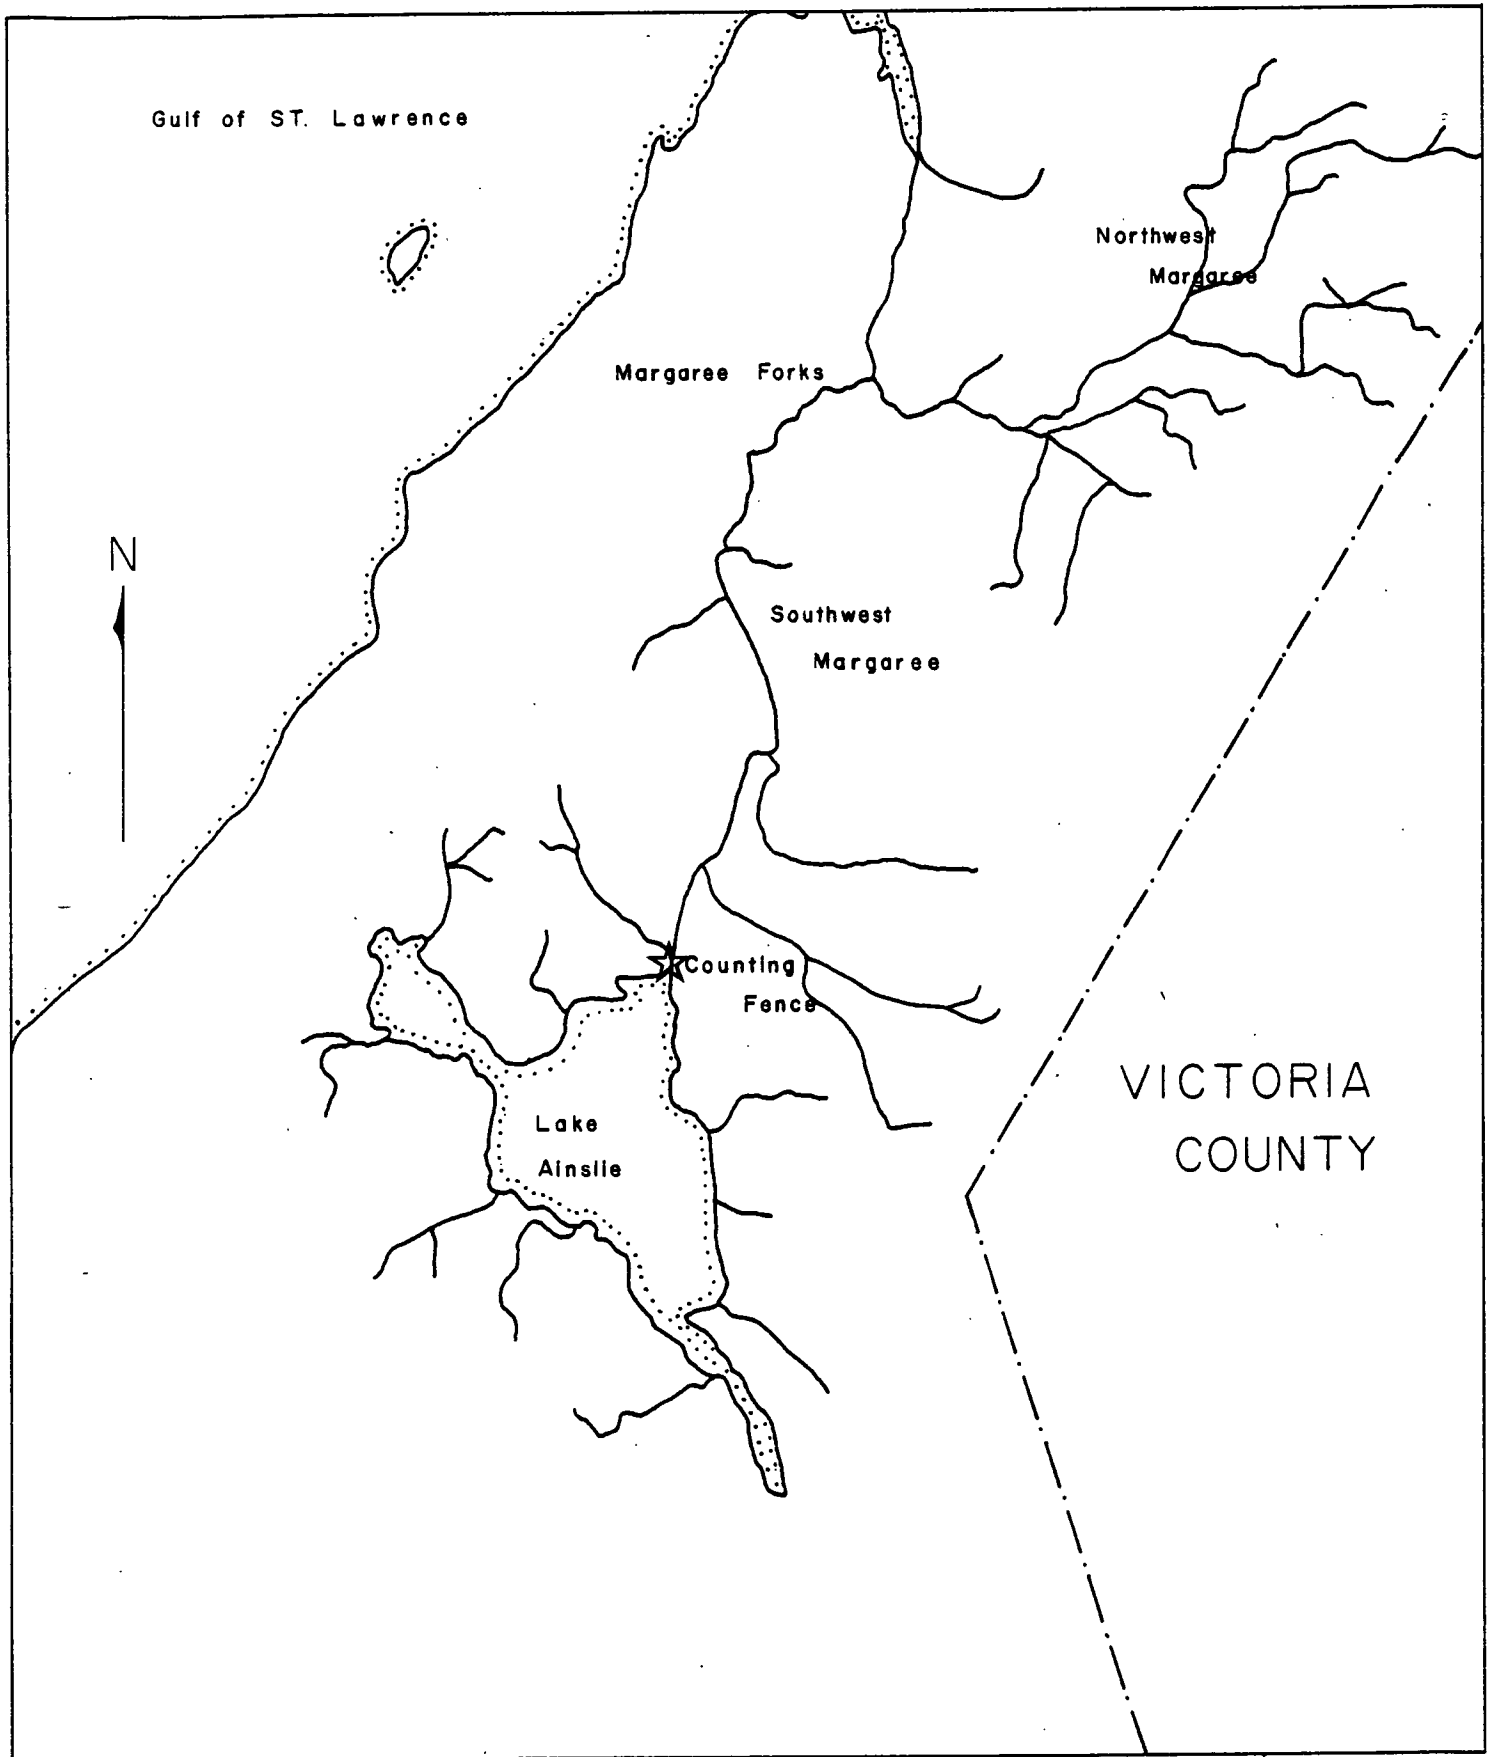 Gulf of ST. Lawrence
Northwest
Margaree
Margaree Forks
N
Southwest
Margaree
Counting
Fence
VICTORIA
COUNTY
Lake
Ainslie